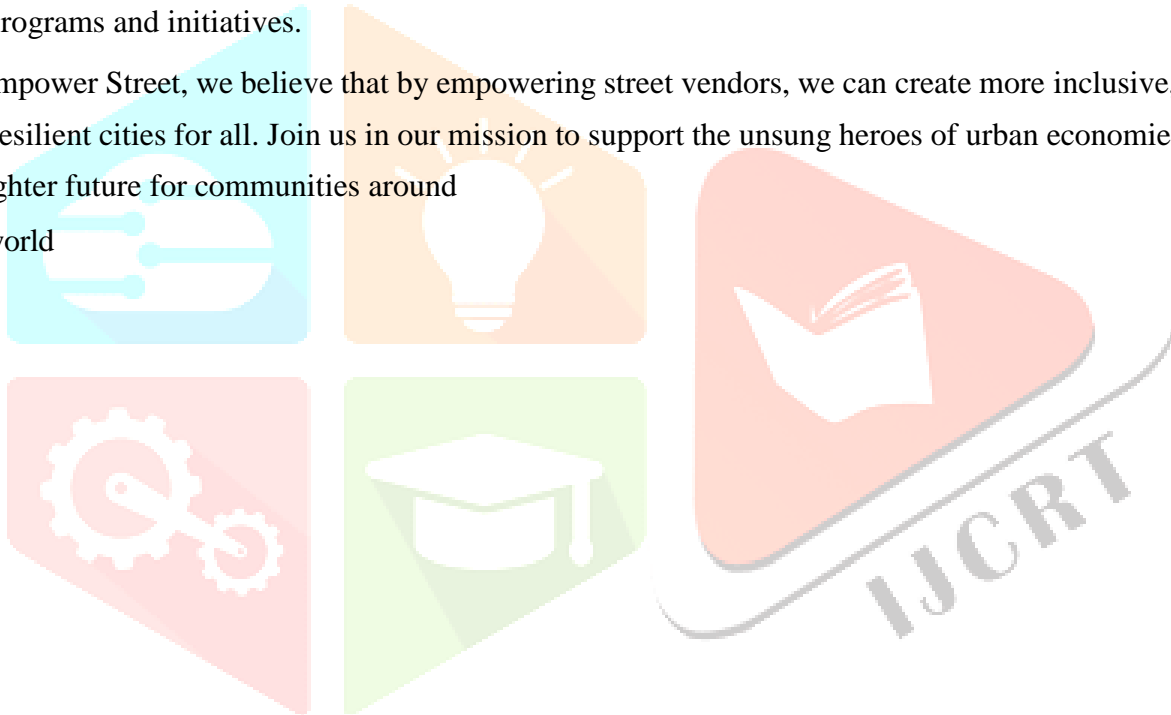 rograms and initiatives.
mpower Street, we believe that by empowering street vendors, we can create more inclusive,
esilient cities for all. Join us in our mission to support the unsung heroes of urban economie
ghter future for communities around
world
IJCRT